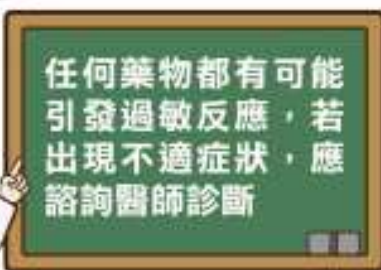 任何藥物都有可能
引發過敏反應，若
出現不適症狀，應
諮詢醫師診斷